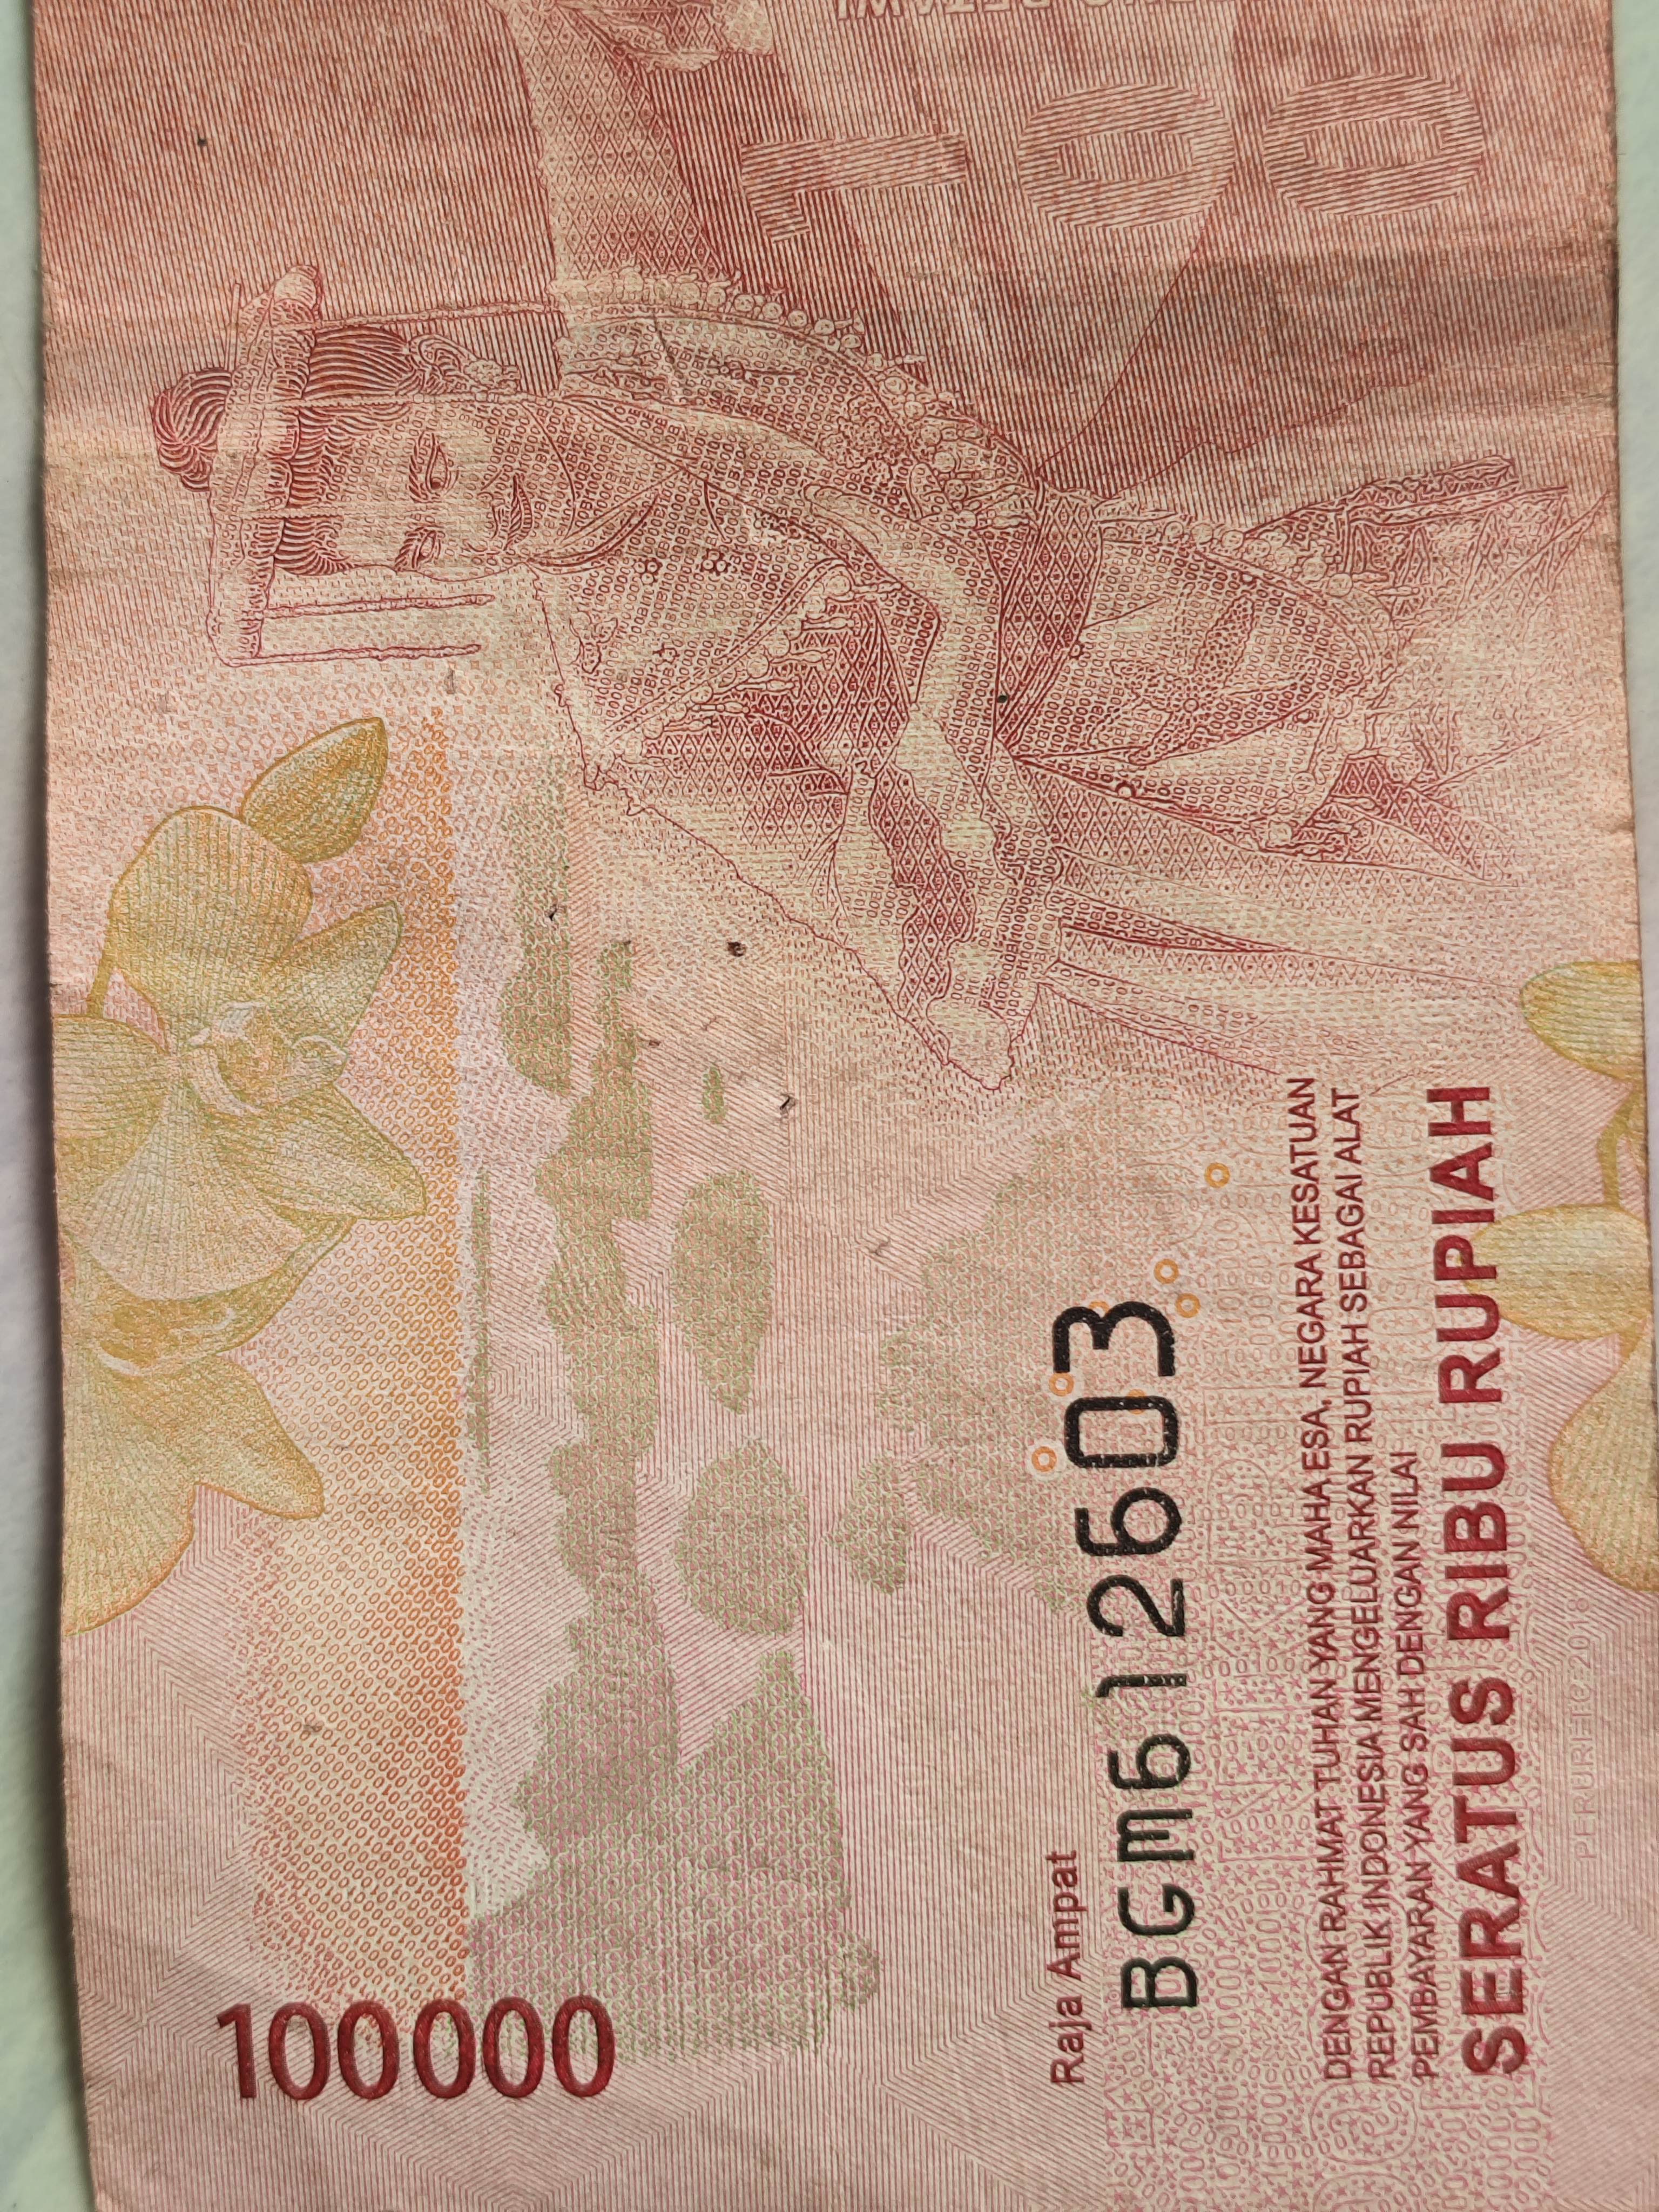 100000
Raja Ampat
BGM612603
DENGAN RAHMAT TUHAN YANG MAHA ESA, NEGARA KESATUAN
REPUBLIK INDONESIA MENGELUARKAN RUPIAH SEBAGAI ALAT
PEMBAYARAN YANG SAH DENGAN NILAI
SERATUS RIBU RUPIAH
100